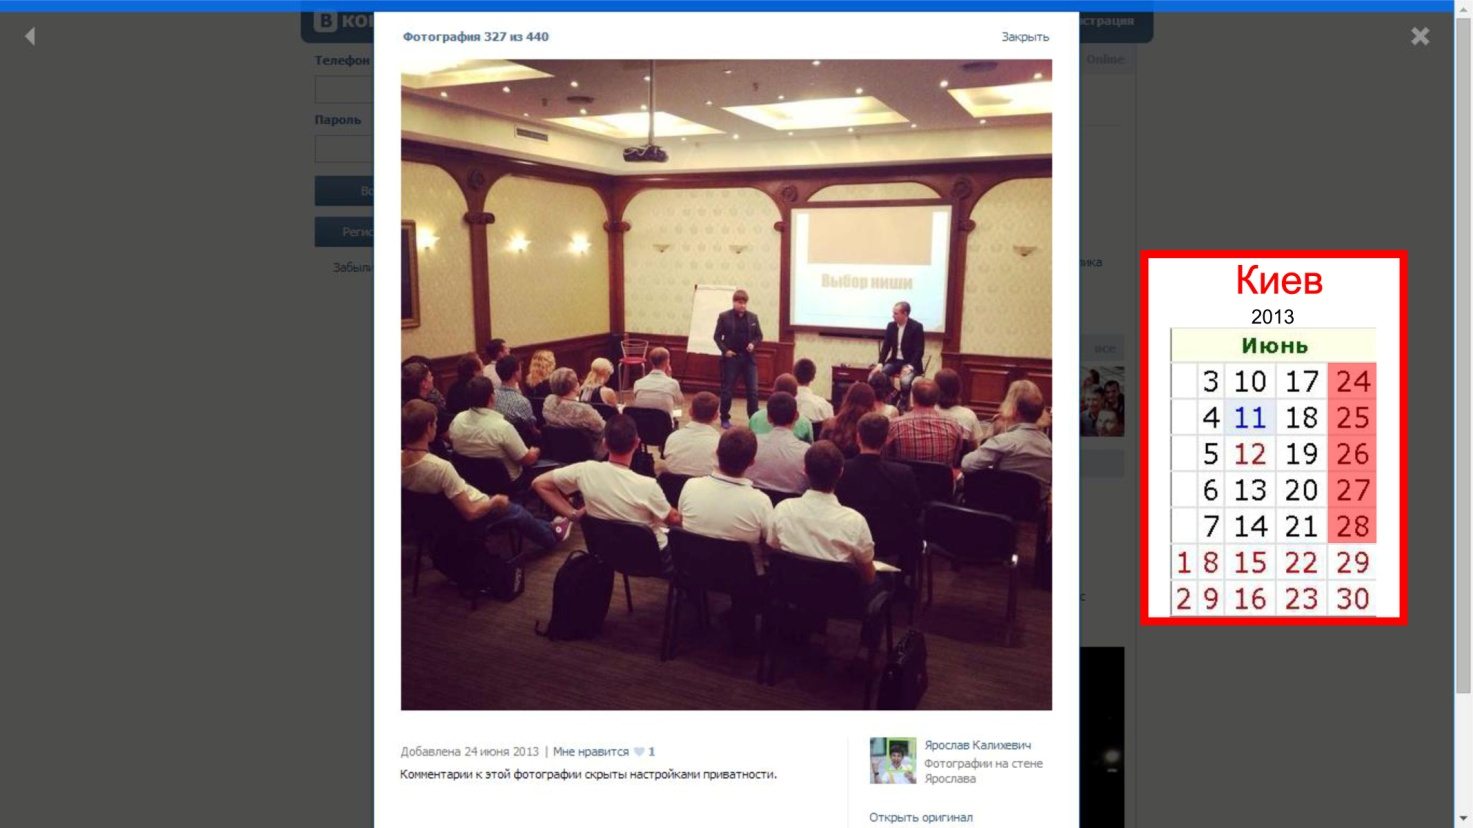 В
Фотография 327 из 440
Закрыть
Телефон
Online
Пароль
Выбор ниши
все
Киев
2013
Июнь
3 10 17 24
4 11 18 25
5 12 19 26
6 13 20 27
7 14 21 28
1 8 15 22 29
2 9 16 23 30
Добавлена 24 июня 2013 | Мне нравится 1
Комментарии к этой фотографии скрыты настройками приватности.
Ярослав Калихевич
Фотографии на стене
Ярослава
Открыть оригинал